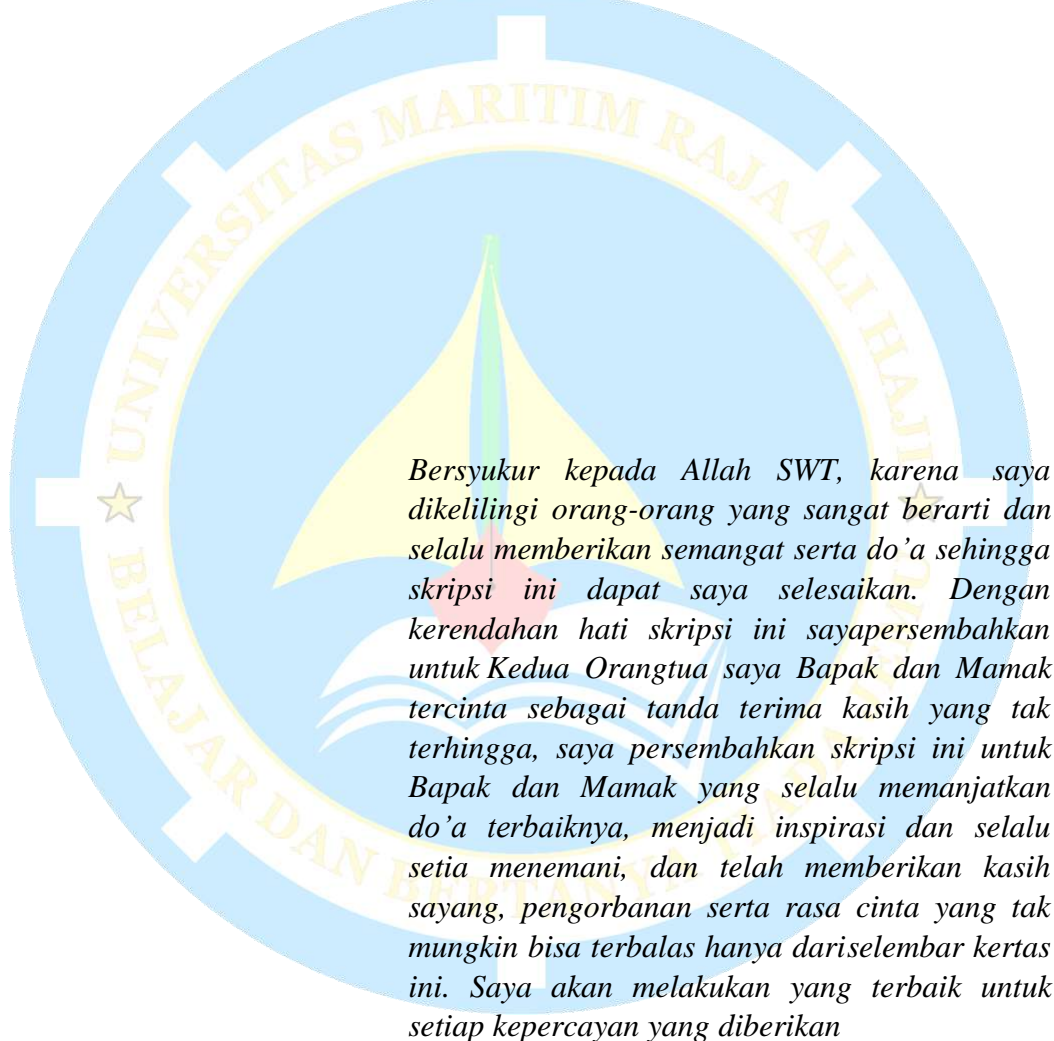 UNIVERSITAS MARITIM RAJA ALI HAJI
BELAJAR DAN BERTANYA TIADA JEMU
Bersyukur kepada Allah SWT, karena saya
dikelilingi orang-orang yang sangat berarti dan
selalu memberikan semangat serta do’a sehingga
skripsi ini dapat saya selesaikan. Dengan
kerendahan hati skripsi ini sayapersembahkan
untuk Kedua Orangtua saya Bapak dan Mamak
tercinta sebagai tanda terima kasih yang tak
terhingga, saya persembahkan skripsi ini untuk
Bapak dan Mamak yang selalu memanjatkan
do’a terbaiknya, menjadi inspirasi dan selalu
setia menemani, dan telah memberikan kasih
sayang, pengorbanan serta rasa cinta yang tak
mungkin bisa terbalas hanya dariselembar kertas
ini. Saya akan melakukan yang terbaik untuk
setiap kepercayan yang diberikan